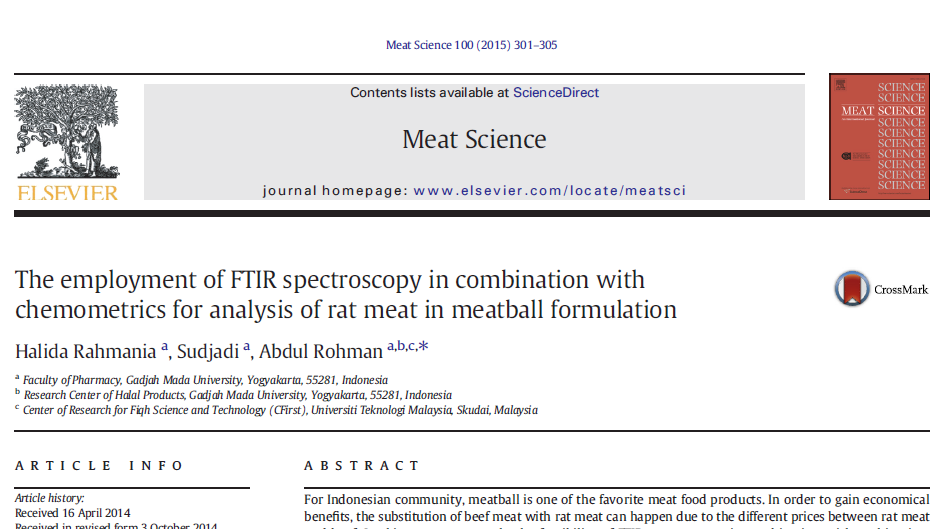 Meat Science 100 (2015) 301–305
Contents lists available at ScienceDirect
Meat Science
journal homepage: www.elsevier.com/locate/meatsci
ELSEVIER
SCIENCE
SCIENCE
MEAT SCIENCE
SCIENCE
SCIENCE
SCIENCE
SCIENCE
SCIENCE
SCIENCE
SCIENCE
The employment of FTIR spectroscopy in combination with
chemometrics for analysis of rat meat in meatball formulation
CrossMark
Halida Rahmania a, Sudjadi a, Abdul Rohman a,b,c,*
a Faculty of Pharmacy, Gadjah Mada University, Yogyakarta, 55281, Indonesia
b Research Center of Halal Products, Gadjah Mada University, Yogyakarta, 55281, Indonesia
c Center of Research for Fiqh Science and Technology (CFirst), Universiti Teknologi Malaysia, Skudai, Malaysia
ARTICLE INFO
Article history:
Received 16 April 2014
Received in revised form 3 October 2014
ABSTRACT
For Indonesian community, meatball is one of the favorite meat food products. In order to gain economical
benefits, the substitution of beef meat with rat meat can happen due to the different prices between rat meat